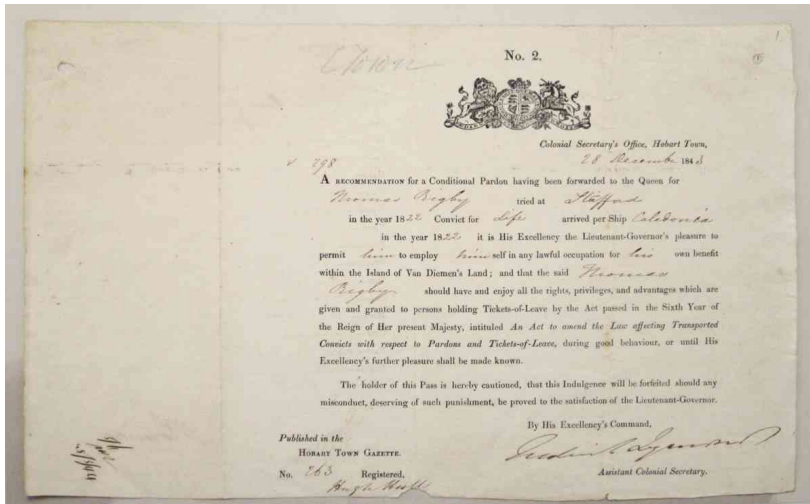 No. 2.
Colonial Secretary's Office, Hobart Town,
28 December 1843
298
A RECOMMENDATION for a Conditional Pardon having been forwarded to the Queen for
Thomas Rigby tried at Stafford
in the year 1822 Convict for Life arrived per Ship Caledonia
in the year 1822 it is His Excellency the Lieutenant-Governor's pleasure to
permit him to employ him self in any lawful occupation for his own benefit
within the Island of Van Diemen's Land; and that the said Thomas
Rigby should have and enjoy all the rights, privileges, and advantages which are
given and granted to persons holding Tickets-of-Leave by the Act passed in the Sixth Year of
the Reign of Her present Majesty, intituled An Act to amend the Law affecting Transported
Convicts with respect to Pardons and Tickets-of-Leave, during good behaviour, or until His
Excellency's further pleasure shall be made known.
The holder of this Pass is hereby cautioned, that this Indulgence will be forfeited should any
misconduct, deserving of such punishment, be proved to the satisfaction of the Lieutenant-Governor.
By His Excellency's Command,
Assistant Colonial Secretary.
Published in the
HOBART TOWN GAZETTE.
No. 263 Registered,
Hugh